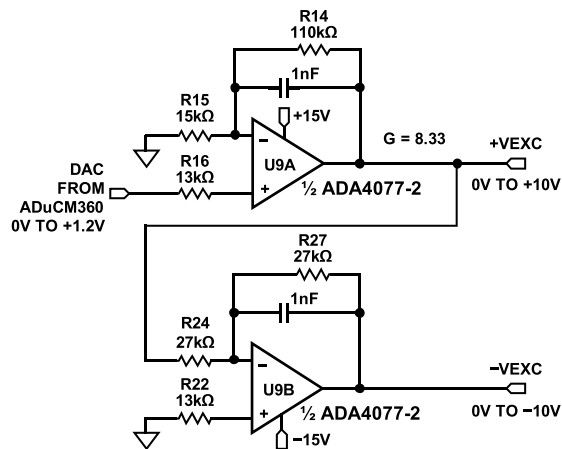 R14
110kΩ
1nF
R15
15kΩ
+15V
−
G = 8.33
+VEXC
DAC
FROM
ADuCM360
0V TO +1.2V
R16
13kΩ
U9A
+
½ ADA4077-2
0V TO +10V
R27
27kΩ
1nF
R24
27kΩ
−
−VEXC
R22
13kΩ
U9B
+
½ ADA4077-2
0V TO −10V
−15V